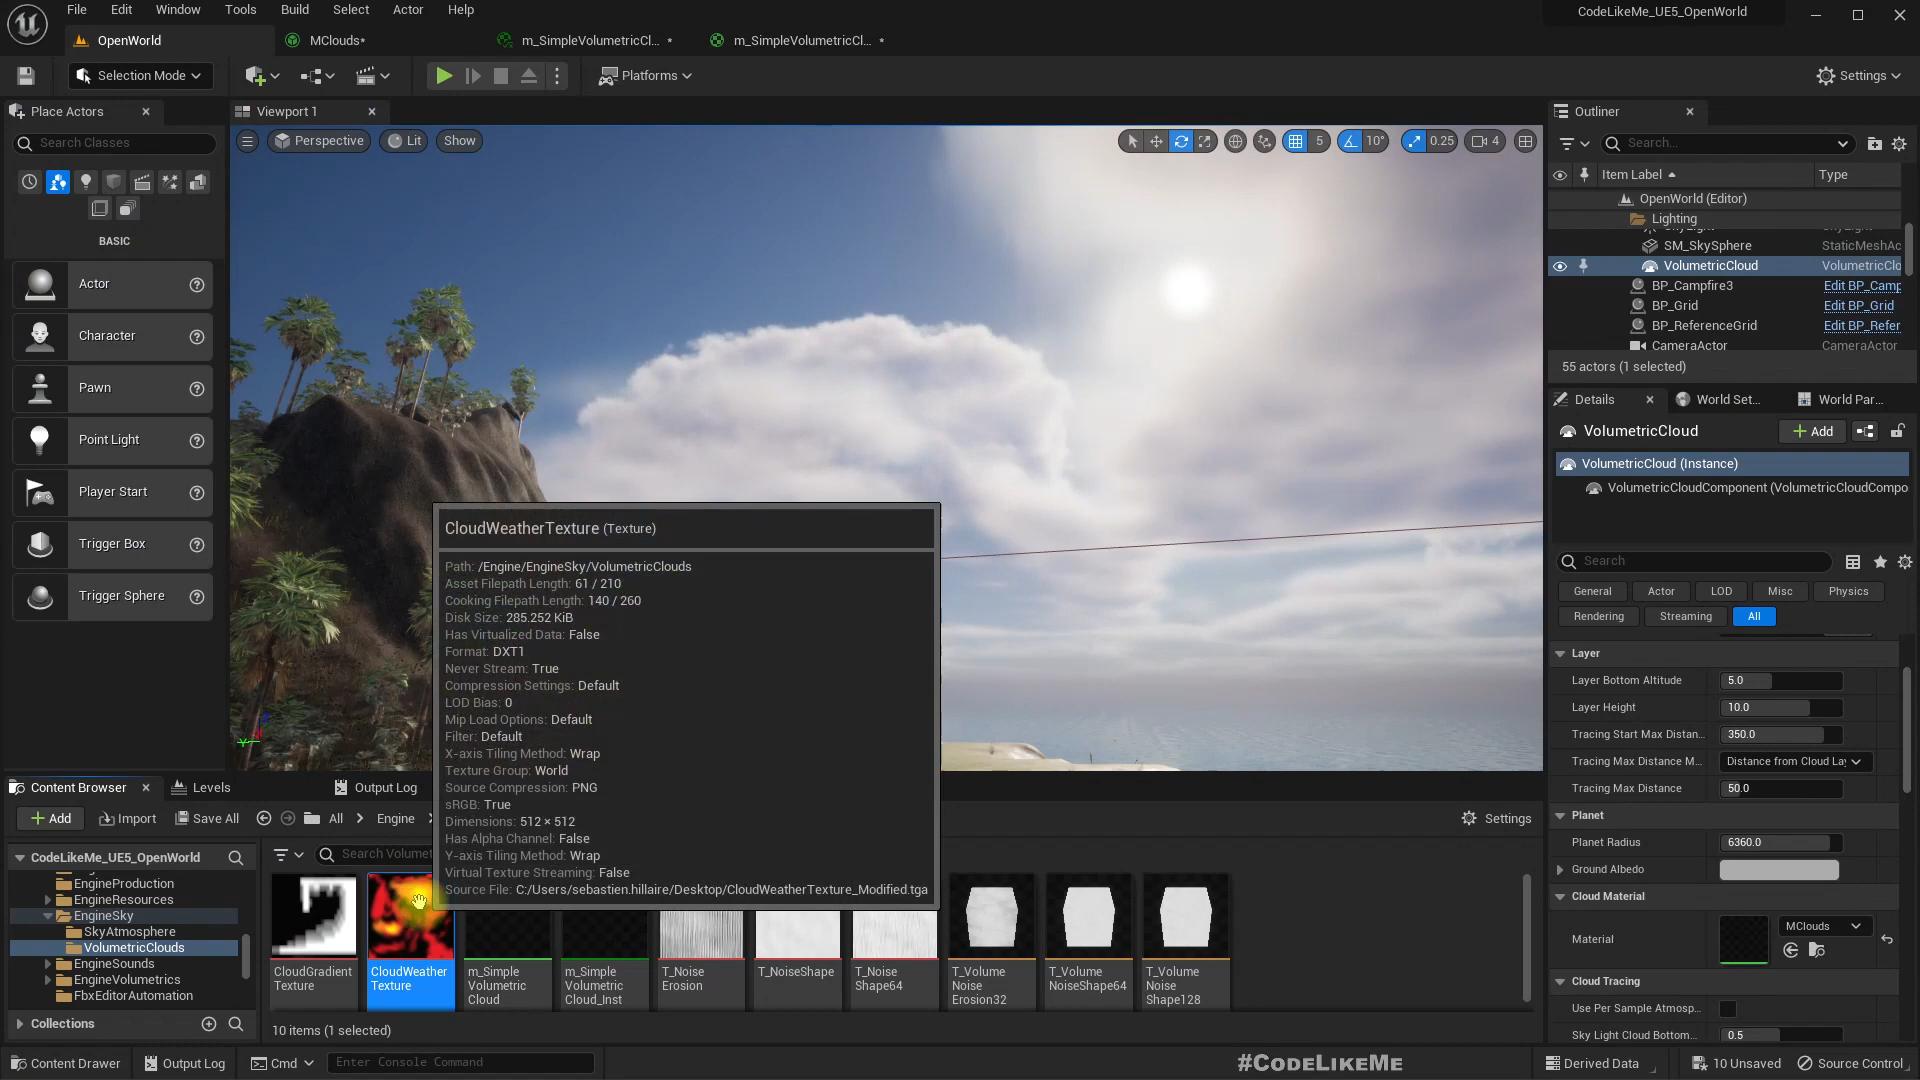 File Edit Window Tools Build Select Actor Help
CodeLikeMe_UE5_OpenWorld
OpenWorld
MClouds*
m_SimpleVolumetricCl... *
m_SimpleVolumetricCl... *
Selection Mode
Platforms
Settings
Place Actors
Viewport 1
Outliner
Search Classes
Perspective
Lit
Show
5
10°
0.25
4
Search...
Item Label
Type
OpenWorld (Editor)
Lighting
SM_SkySphere
StaticMeshAc
VolumetricCloud
VolumetricClo
BP_Campfire3
Edit BP_Camp
BP_Grid
Edit BP_Grid
BP_ReferenceGrid
Edit BP_Refer
CameraActor
CameraActor
55 actors (1 selected)
BASIC
Actor
Character
Pawn
Point Light
Player Start
Trigger Box
Trigger Sphere
Details
World Set...
World Par...
VolumetricCloud
Add
VolumetricCloud (Instance)
VolumetricCloudComponent (VolumetricCloudCompo
Search
General
Actor
LOD
Misc
Physics
Rendering
Streaming
All
Layer
Layer Bottom Altitude
5.0
Layer Height
10.0
Tracing Start Max Distan...
350.0
Tracing Max Distance M...
Distance from Cloud Lay
Tracing Max Distance
50.0
Planet
Planet Radius
6360.0
Ground Albedo
Cloud Material
Material
MClouds
Cloud Tracing
Use Per Sample Atmosp...
Sky Light Cloud Bottom...
0.5
CloudWeatherTexture (Texture)
Path: /Engine/EngineSky/VolumetricClouds
Asset Filepath Length: 61 / 210
Cooking Filepath Length: 140 / 260
Disk Size: 285.252 KiB
Has Virtualized Data: False
Format: DXT1
Never Stream: True
Compression Settings: Default
LOD Bias: 0
Mip Load Options: Default
Filter: Default
X-axis Tiling Method: Wrap
Texture Group: World
Source Compression: PNG
sRGB: True
Dimensions: 512 × 512
Has Alpha Channel: False
Y-axis Tiling Method: Wrap
Virtual Texture Streaming: False
Source File: C:/Users/sebastien.hillaire/Desktop/CloudWeatherTexture_Modified.tga
Content Browser
Levels
Output Log
Add
Import
Save All
All
Engine
Settings
CodeLikeMe_UE5_OpenWorld
Search Volumet
EngineProduction
EngineResources
EngineSky
SkyAtmosphere
VolumetricClouds
EngineSounds
EngineVolumetrics
FbxEditorAutomation
Collections
CloudGradient
Texture
CloudWeather
Texture
m_Simple
Volumetric
Cloud
m_Simple
Volumetric
Cloud_Inst
T_Noise
Erosion
T_NoiseShape
T_Noise
Shape64
T_Volume
Noise
Erosion32
T_Volume
NoiseShape64
T_Volume
Noise
Shape128
10 items (1 selected)
Content Drawer
Output Log
Cmd
Enter Console Command
#CODELIKEME
Derived Data
10 Unsaved
Source Control